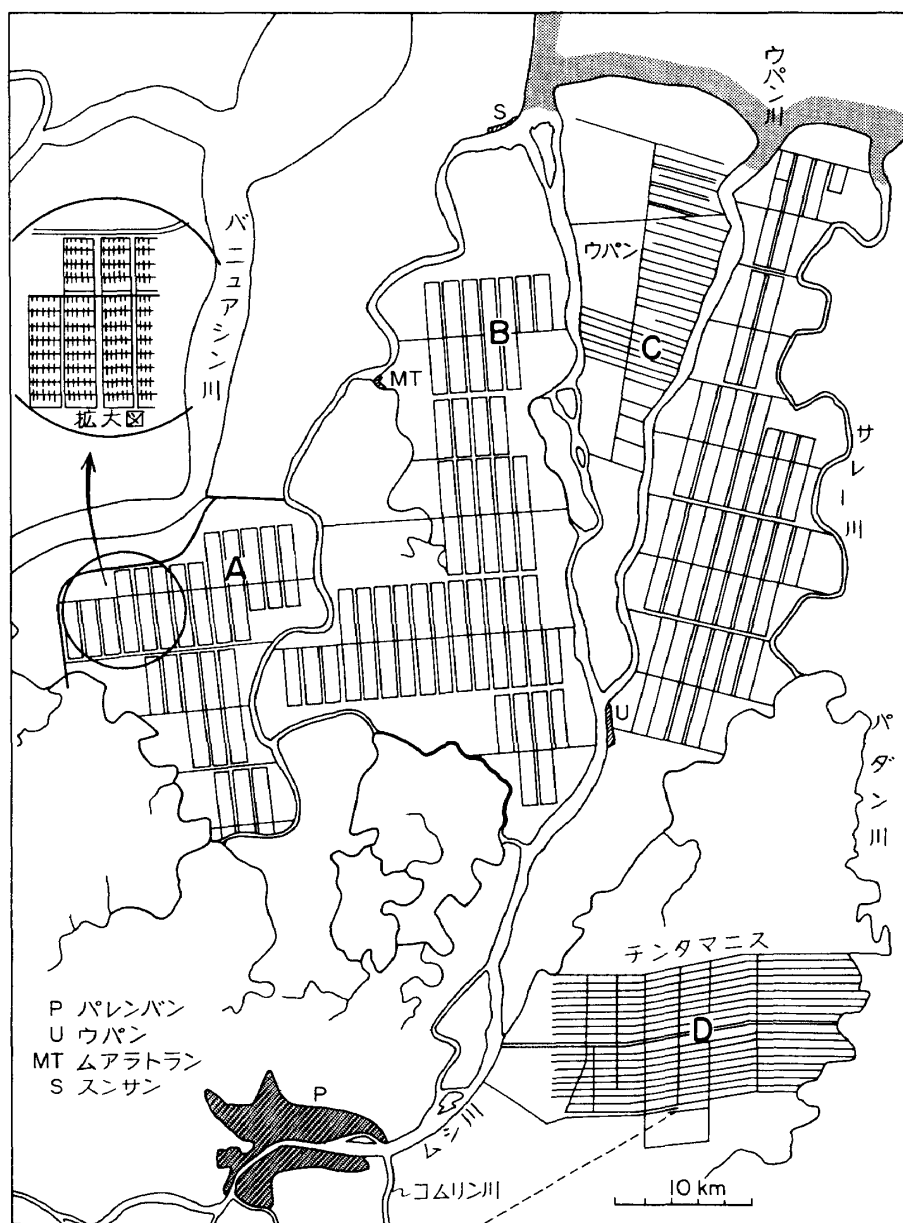 ウパン川
S
バニュアシン川
ウパン
B
C
MT
拡大図
サレー川
A
U
パダン川
チンタマニス
D
P パレンバン
U ウパン
MT ムアラトラン
S スンサン
P
ムシ川
コムリン川
10 km